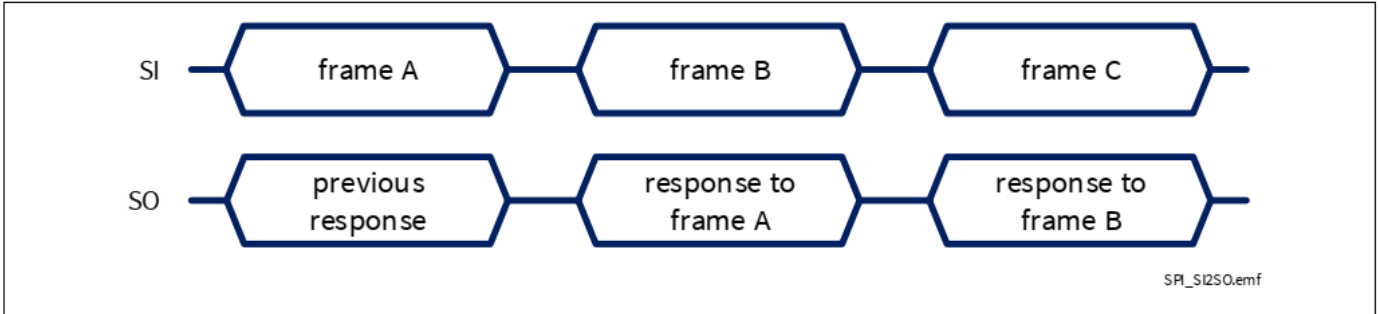 SI
frame A
frame B
frame C
SO
previous
response
response to
frame A
response to
frame B
SPI_SI2SO.emf